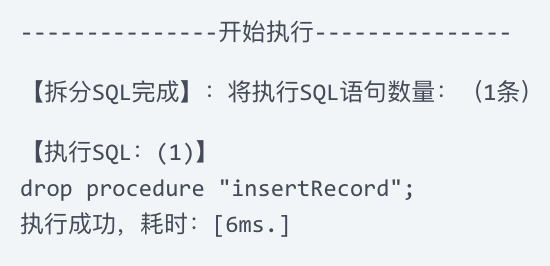 ---------------开始执行---------------
【拆分SQL完成】：将执行SQL语句数量：（1条）
【执行SQL：(1)】
drop procedure "insertRecord";
执行成功，耗时：[6ms.]